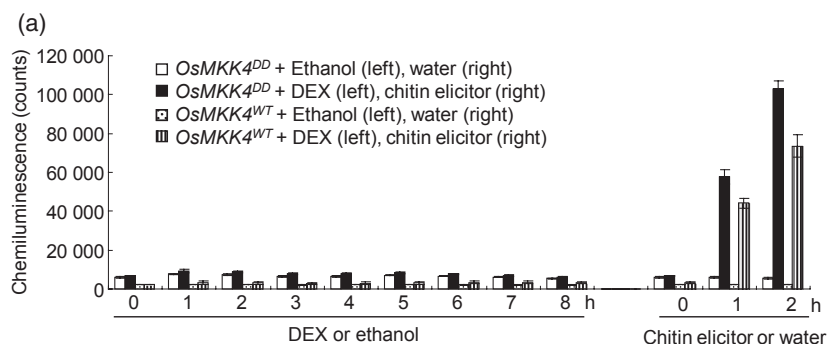 (a)
Chemiluminescence (counts)
120 000
100 000
80 000
60 000
40 000
20 000
0
OsMKK4DD + Ethanol (left), water (right)
OsMKK4DD + DEX (left), chitin elicitor (right)
OsMKK4WT + Ethanol (left), water (right)
OsMKK4WT + DEX (left), chitin elicitor (right)
0 1 2 3 4 5 6 7 8 h 0 1 2 h
DEX or ethanol Chitin elicitor or water